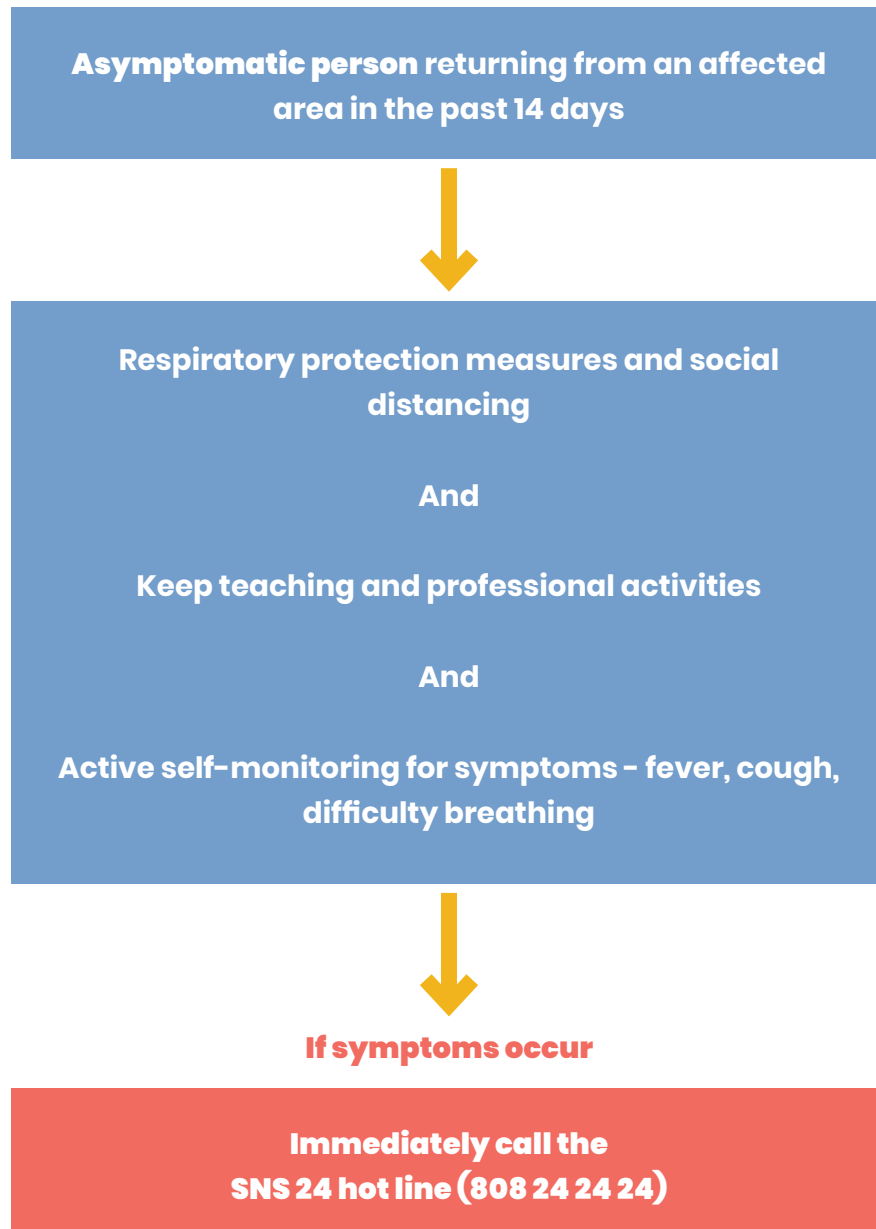 Asymptomatic person returning from an affected
area in the past 14 days
Respiratory protection measures and social
distancing
And
Keep teaching and professional activities
And
Active self-monitoring for symptoms - fever, cough,
difficulty breathing
If symptoms occur
Immediately call the
SNS 24 hot line (808 24 24 24)